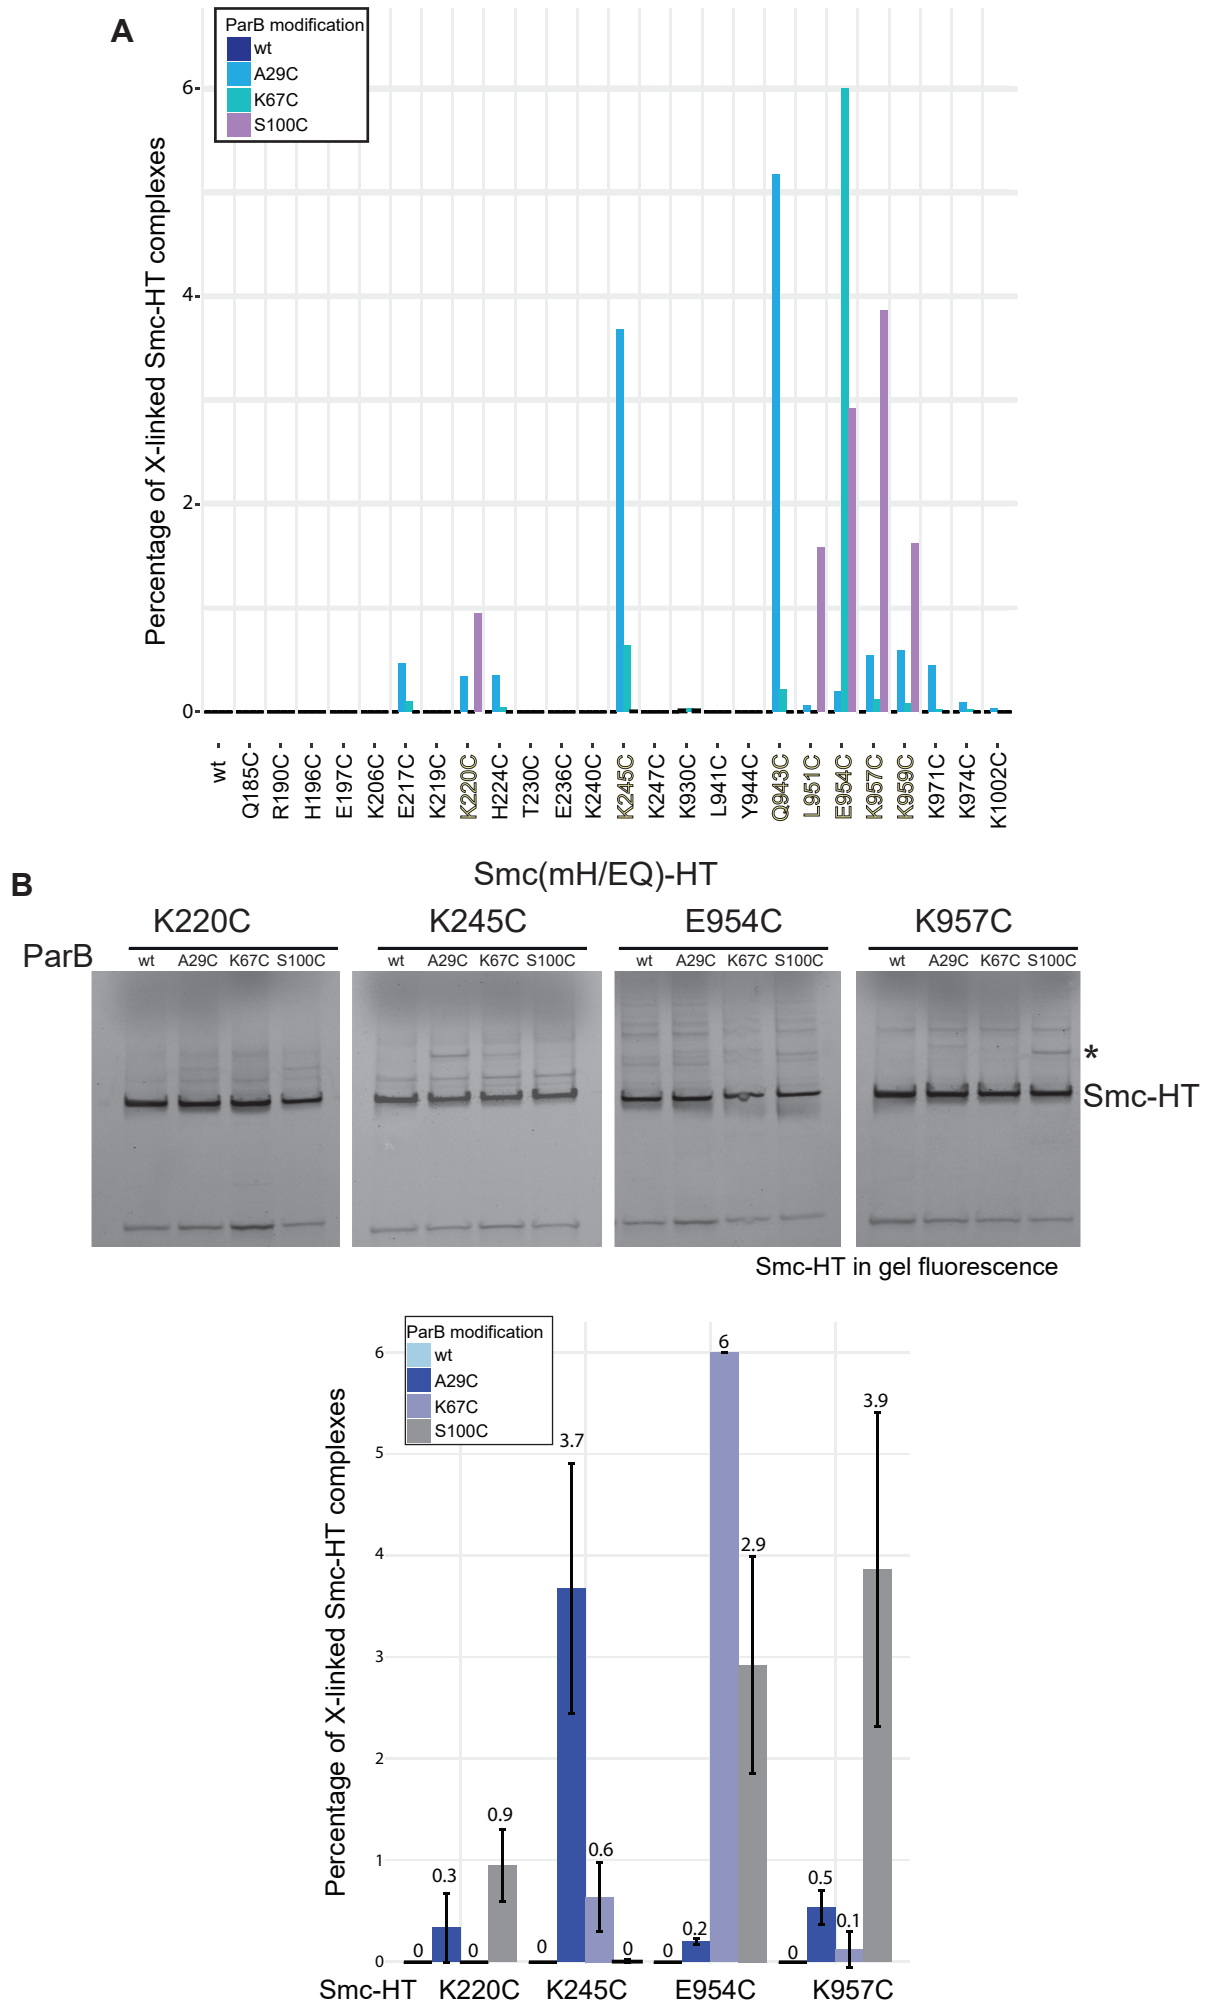 A
ParB modification
wt
A29C
K67C
S100C
Percentage of X-linked Smc-HT complexes
6
4
2
0
wt
Q185C
R190C
H196C
E197C
K206C
E217C
K219C
K220C
H224C
T230C
E236C
K240C
K245C
K247C
K930C
L941C
Y944C
Q943C
L951C
E954C
K957C
K959C
K971C
K974C
K1002C
B
Smc(mH/EQ)-HT
K220C K245C E954C K957C
ParB wt A29C K67C S100C wt A29C K67C S100C wt A29C K67C S100C wt A29C K67C S100C
*
Smc-HT
Smc-HT in gel fluorescence
ParB modification
wt
A29C
K67C
S100C
Percentage of X-linked Smc-HT complexes
6
5
4
3
2
1
0
0 0.3 0 0.9
0 3.7 0.6 0
0 0.2 6 2.9
0 0.5 0.1 3.9
Smc-HT K220C K245C E954C K957C